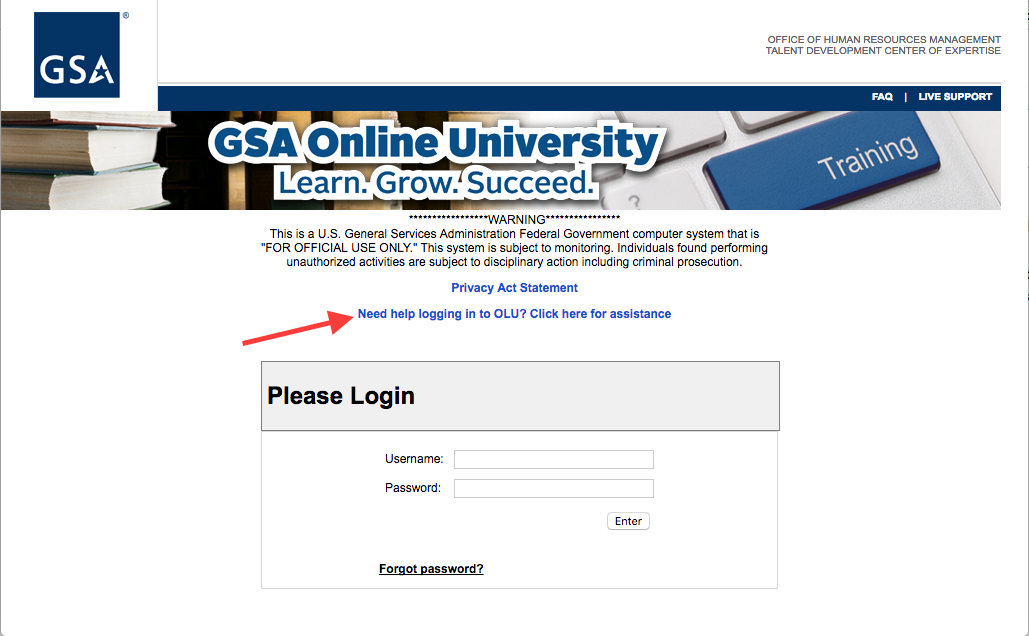 ®
GSA
OFFICE OF HUMAN RESOURCES MANAGEMENT
TALENT DEVELOPMENT CENTER OF EXPERTISE
FAQ | LIVE SUPPORT
GSA Online University
Learn. Grow. Succeed.
?
Training
*****************WARNING****************
This is a U.S. General Services Administration Federal Government computer system that is
"FOR OFFICIAL USE ONLY." This system is subject to monitoring. Individuals found performing
unauthorized activities are subject to disciplinary action including criminal prosecution.
Privacy Act Statement
Need help logging in to OLU? Click here for assistance
Please Login
Username:
Password:
Enter
Forgot password?